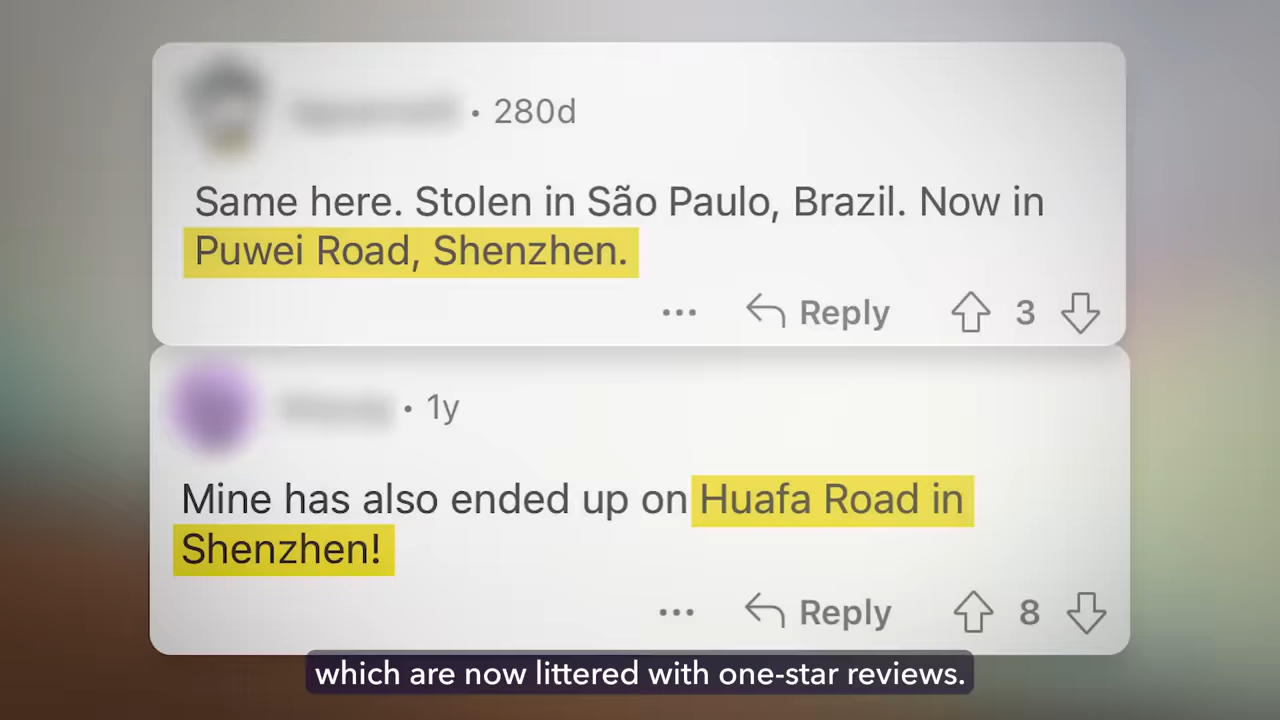 · 280d
Same here. Stolen in São Paulo, Brazil. Now in
Puwei Road, Shenzhen.
... Reply 3
· 1y
Mine has also ended up on Huafa Road in
Shenzhen!
... Reply 8
which are now littered with one-star reviews.